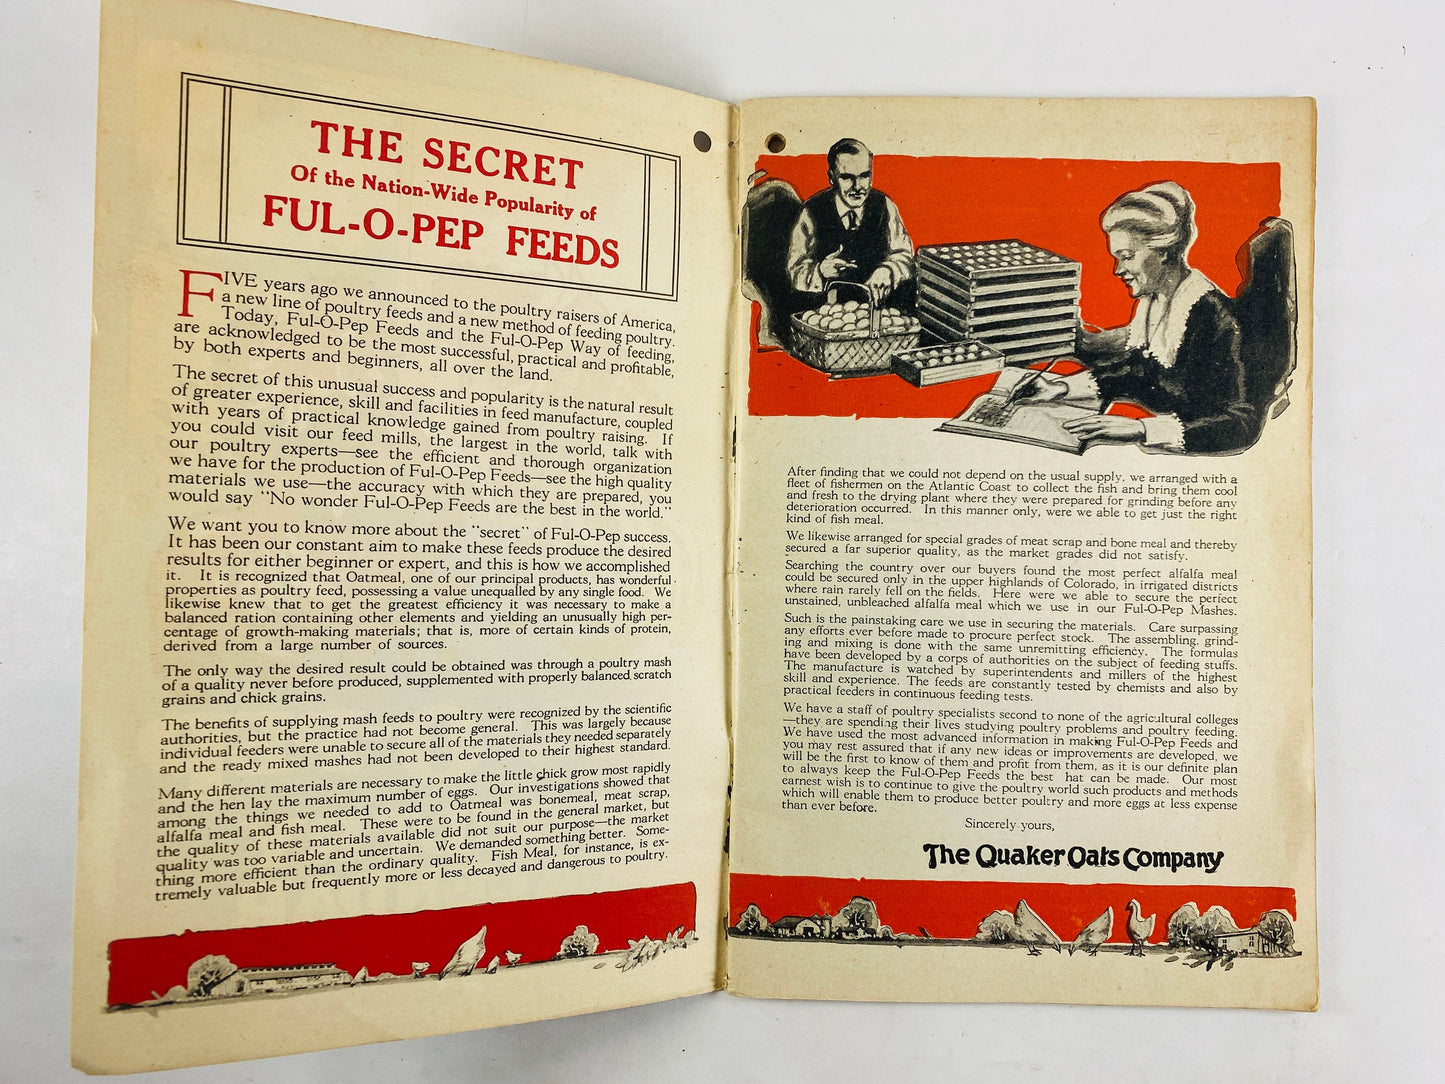 THE SECRET
Of the Nation-Wide Popularity of
FUL-O-PEP FEEDS
FIVE years ago we announced to the poultry raisers of America,
a new line of poultry feeds and a new method of feeding poultry.
Today, Ful-O-Pep Feeds and the Ful-O-Pep Way of feeding,
are acknowledged to be the most successful, practical and profitable,
by both experts and beginners, all over the land.
The secret of this unusual success and popularity is the natural result
of greater experience, skill and facilities in feed manufacture, coupled
with years of practical knowledge gained from poultry raising. If
you could visit our feed mills, the largest in the world, talk with
our poultry experts—see the efficient and thorough organization
we have for the production of Ful-O-Pep Feeds—see the high quality
materials we use—the accuracy with which they are prepared, you
would say "No wonder Ful-O-Pep Feeds are the best in the world."
We want you to know more about the "secret" of Ful-O-Pep success.
It has been our constant aim to make these feeds produce the desired
results for either beginner or expert, and this is how we accomplished
it. It is recognized that Oatmeal, one of our principal products, has wonderful
properties as poultry feed, possessing a value unequalled by any single food. We
likewise knew that to get the greatest efficiency it was necessary to make a
balanced ration containing other elements and yielding an unusually high per-
centage of growth-making materials; that is, more of certain kinds of protein,
derived from a large number of sources.
The only way the desired result could be obtained was through a poultry mash
of a quality never before produced, supplemented with properly balanced scratch
grains and chick grains.
The benefits of supplying mash feeds to poultry were recognized by the scientific
authorities, but the practice had not become general. This was largely because
individual feeders were unable to secure all of the materials they needed separately
and the ready mixed mashes had not been developed to their highest standard.
Many different materials are necessary to make the little chick grow most rapidly
and the hen lay the maximum number of eggs. Our investigations showed that
among the things we needed to add to Oatmeal was bonemeal, meat scrap,
alfalfa meal and fish meal. These were to be found in the general market, but
the quality of these materials available did not suit our purpose—the market
quality was too variable and uncertain. We demanded something better. Some-
thing more efficient than the ordinary quality. Fish Meal, for instance, is ex-
tremely valuable but frequently more or less decayed and dangerous to poultry.
After finding that we could not depend on the usual supply, we arranged with a
fleet of fishermen on the Atlantic Coast to collect the fish and bring them cool
and fresh to the drying plant where they were prepared for grinding before any
deterioration occurred. In this manner only, were we able to get just the right
kind of fish meal.
We likewise arranged for special grades of meat scrap and bone meal and thereby
secured a far superior quality, as the market grades did not satisfy.
Searching the country over our buyers found the most perfect alfalfa meal
could be secured only in the upper highlands of Colorado, in irrigated districts
where rain rarely fell on the fields. Here were we able to secure the perfect
unstained, unbleached alfalfa meal which we use in our Ful-O-Pep Mashes.
Such is the painstaking care we use in securing the materials. Care surpassing
any efforts ever before made to procure perfect stock. The assembling, grind-
ing and mixing is done with the same unremitting efficiency. The formulas
have been developed by a corps of authorities on the subject of feeding stuffs.
The manufacture is watched by superintendents and millers of the highest
skill and experience. The feeds are constantly tested by chemists and also by
practical feeders in continuous feeding tests.
We have a staff of poultry specialists second to none of the agricultural colleges
—they are spending their lives studying poultry problems and poultry feeding.
We have used the most advanced information in making Ful-O-Pep Feeds and
you may rest assured that if any new ideas or improvements are developed, we
will be the first to know of them and profit from them, as it is our definite plan
to always keep the Ful-O-Pep Feeds the best hat can be made. Our most
earnest wish is to continue to give the poultry world such products and methods
which will enable them to produce better poultry and more eggs at less expense
than ever before.
Sincerely yours,
The Quaker Oats Company